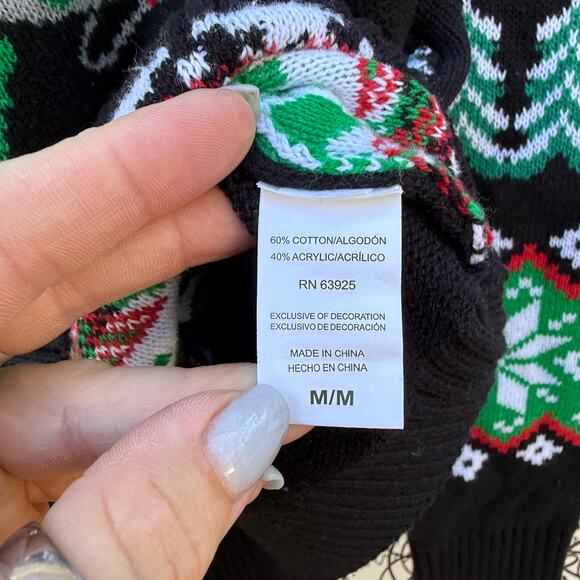 60% COTTON/ALGODÓN
40% ACRYLIC/ACRÍLICO
RN 63925
EXCLUSIVE OF DECORATION
EXCLUSIVO DE DECORACIÓN
MADE IN CHINA
HECHO EN CHINA
M/M